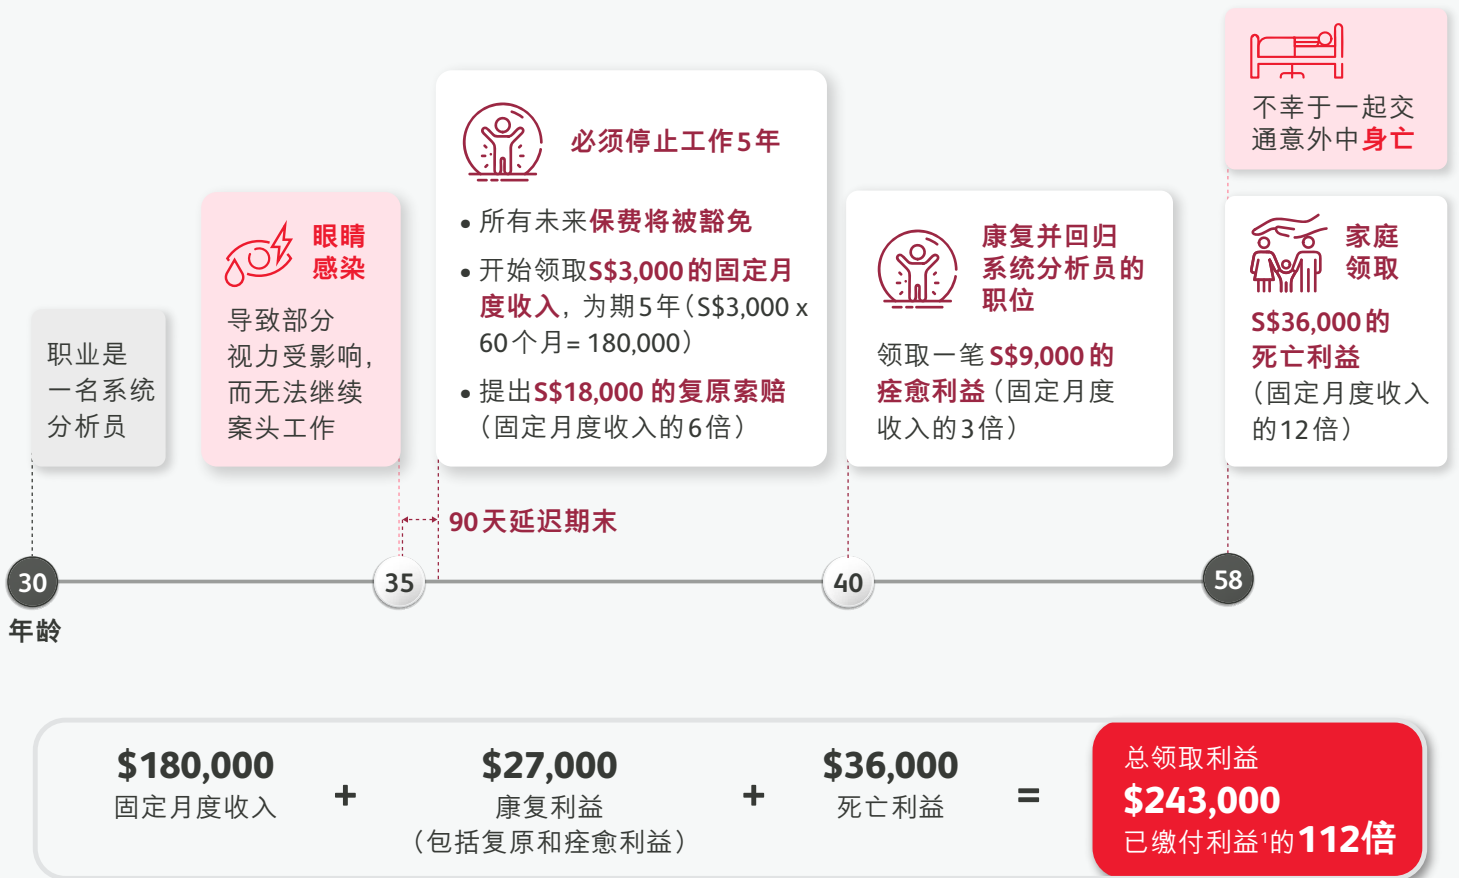 职业是
一名系统
分析员
眼睛
感染
导致部分
视力受影响，
而无法继续
案头工作
必须停止工作5年
• 所有未来保费将被豁免
• 开始领取S$3,000的固定月
度收入，为期5年（S$3,000 x
60个月= 180,000）
• 提出S$18,000 的复原索赔
（固定月度收入的6倍）
90天延迟期末
康复并回归
系统分析员的
职位
领取一笔S$9,000的
痊愈利益（固定月度
收入的3倍）
不幸于一起交
通意外中身亡
家庭
领取
S$36,000的
死亡利益
（固定月度收入
的12倍）
30
35
40
58
年龄
$180,000
固定月度收入
+
$27,000
康复利益
（包括复原和痊愈利益）
+
$36,000
死亡利益
=
总领取利益
$243,000
已缴付利益¹的112倍